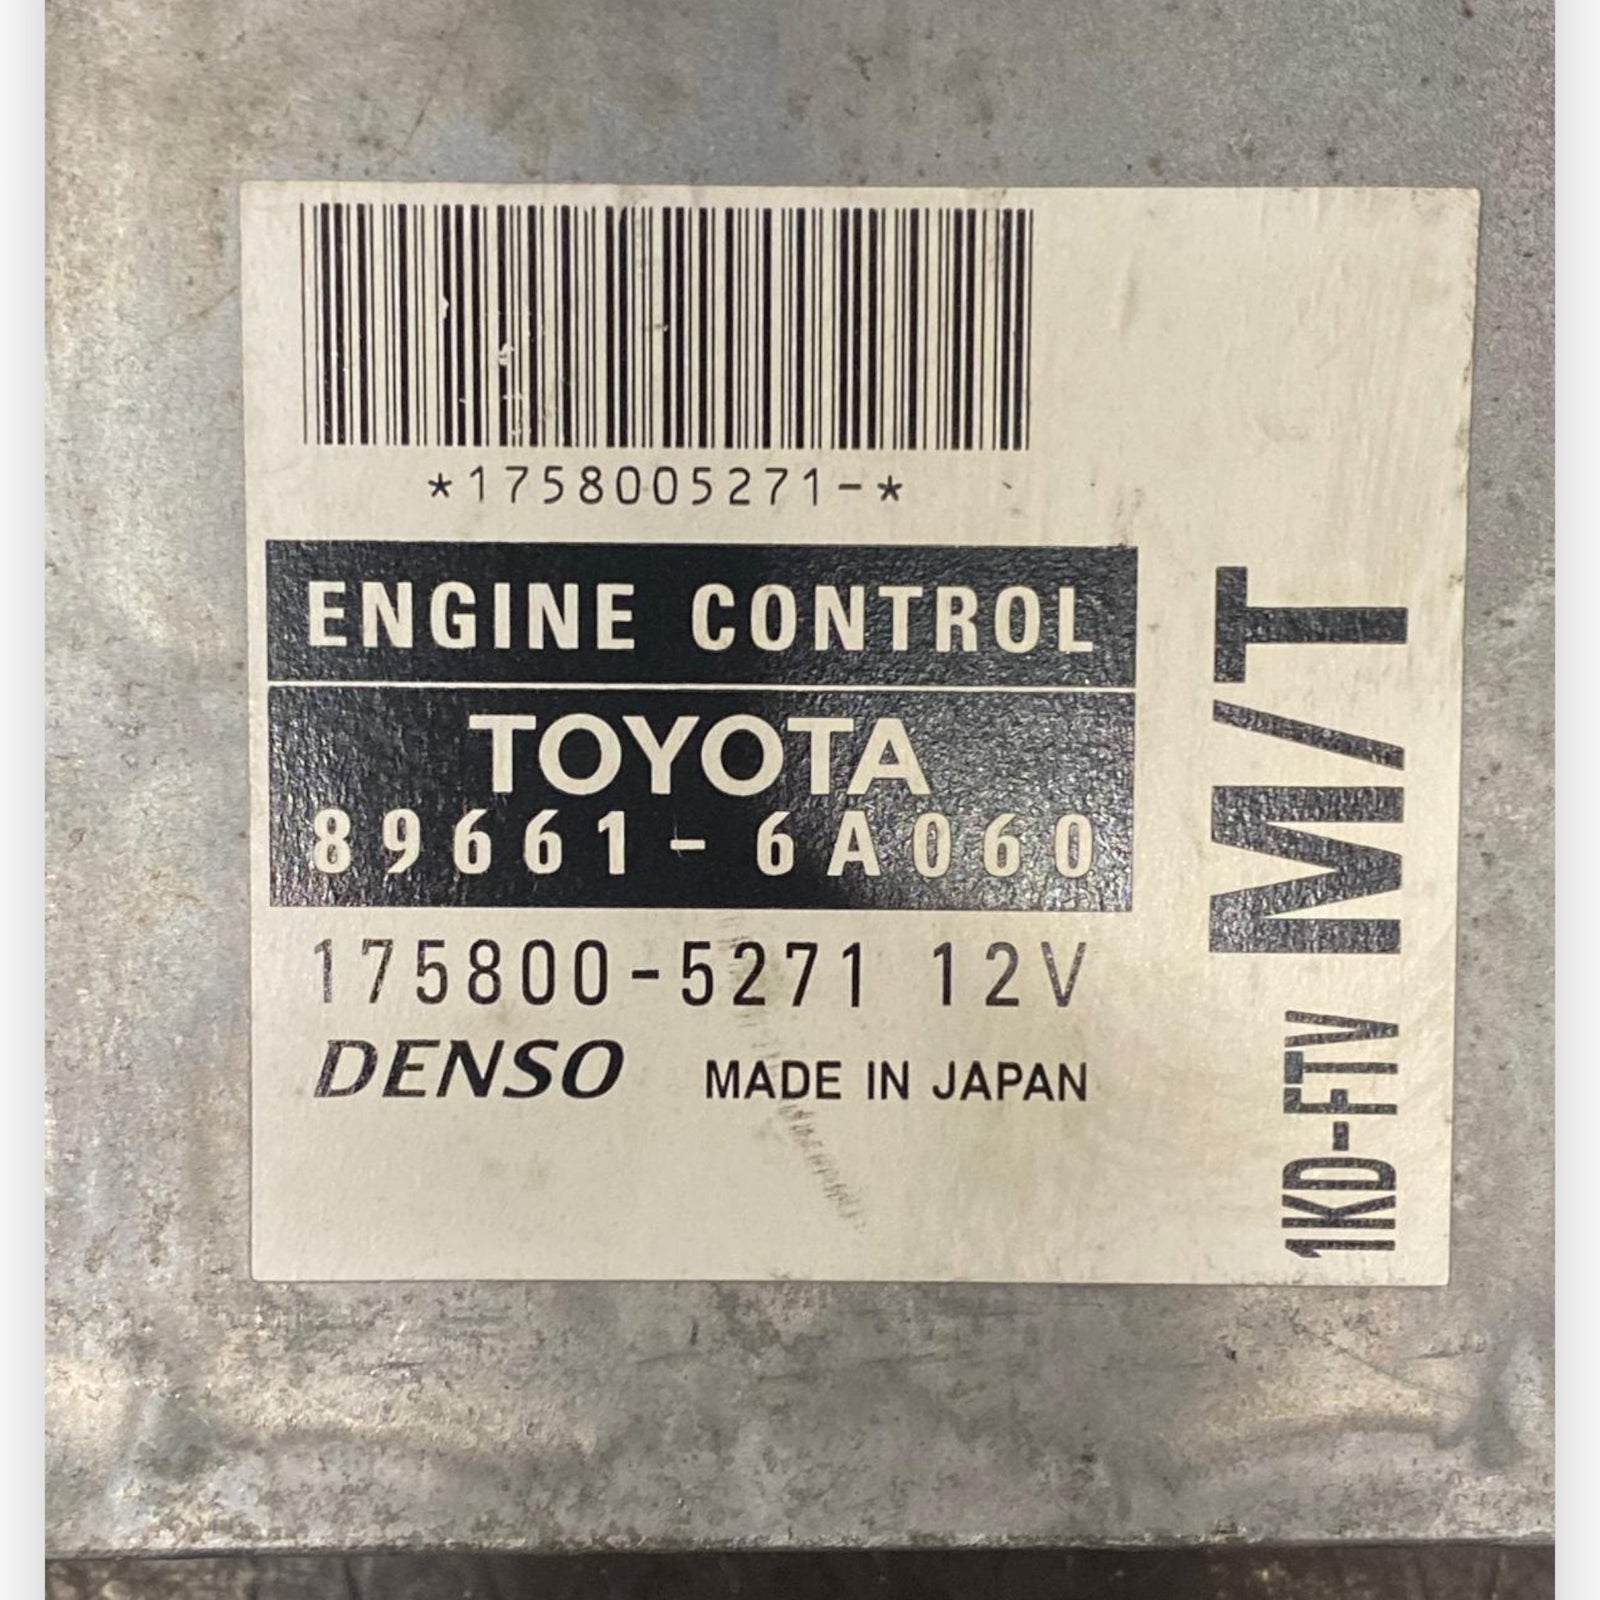 *1758005271-*
ENGINE CONTROL
TOYOTA
89661-6A060
175800-5271 12V
DENSO MADE IN JAPAN
1KD-FTV M/T